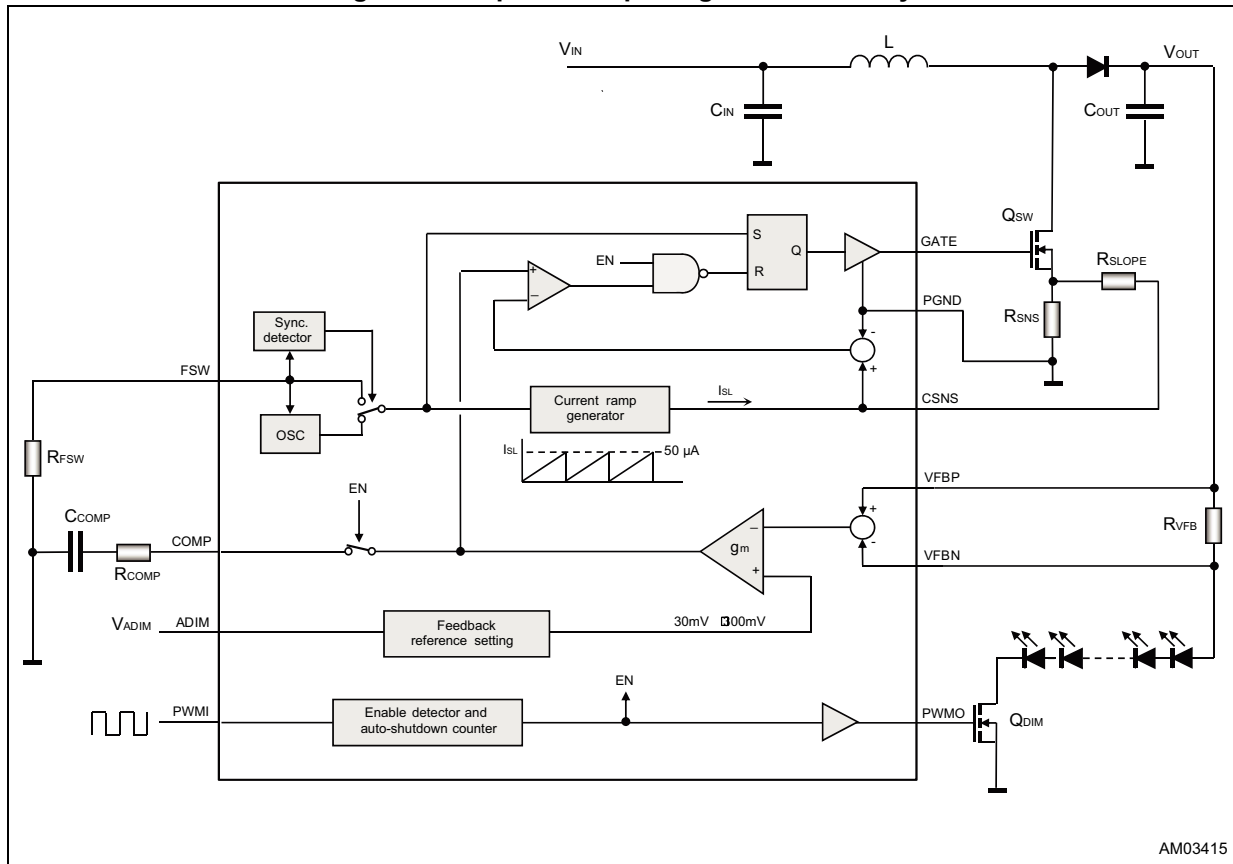 L
VIN
VOUT
CIN
COUT
QSW
S
Q
GATE
EN
R
RSLOPE
+
−
PGND
RSNS
Sync.
detector
-
+
FSW
Current ramp
generator
ISL
CSNS
OSC
RFSW
ISL
50 µA
VFBP
EN
+
RVFB
CCOMP
COMP
−
gm
-
VFBN
RCOMP
+
VADIM
ADIM
Feedback
reference setting
30mV
300mV
EN
PWMI
Enable detector and
auto-shutdown counter
PWMO
QDIM
AM03415